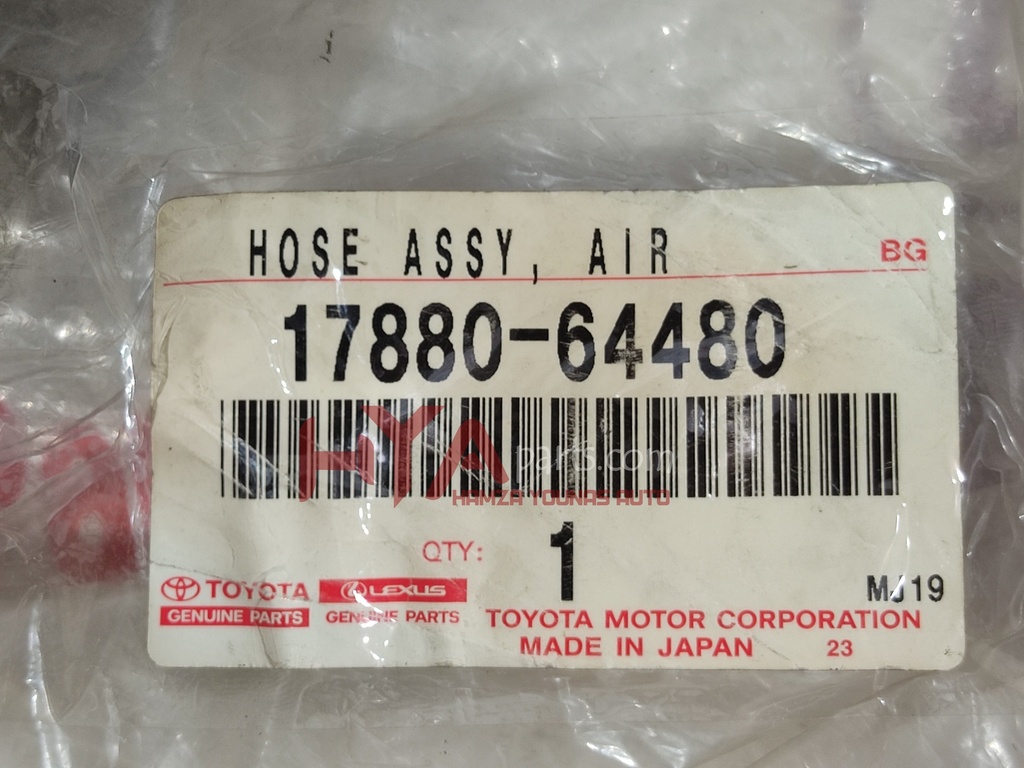 HOSE ASSY, AIR BG
17880-64480
HYA parts.com
HAMZA YOUNAS AUTO
QTY: 1
TOYOTA LEXUS MJ19
GENUINE PARTS GENUINE PARTS TOYOTA MOTOR CORPORATION
MADE IN JAPAN 23